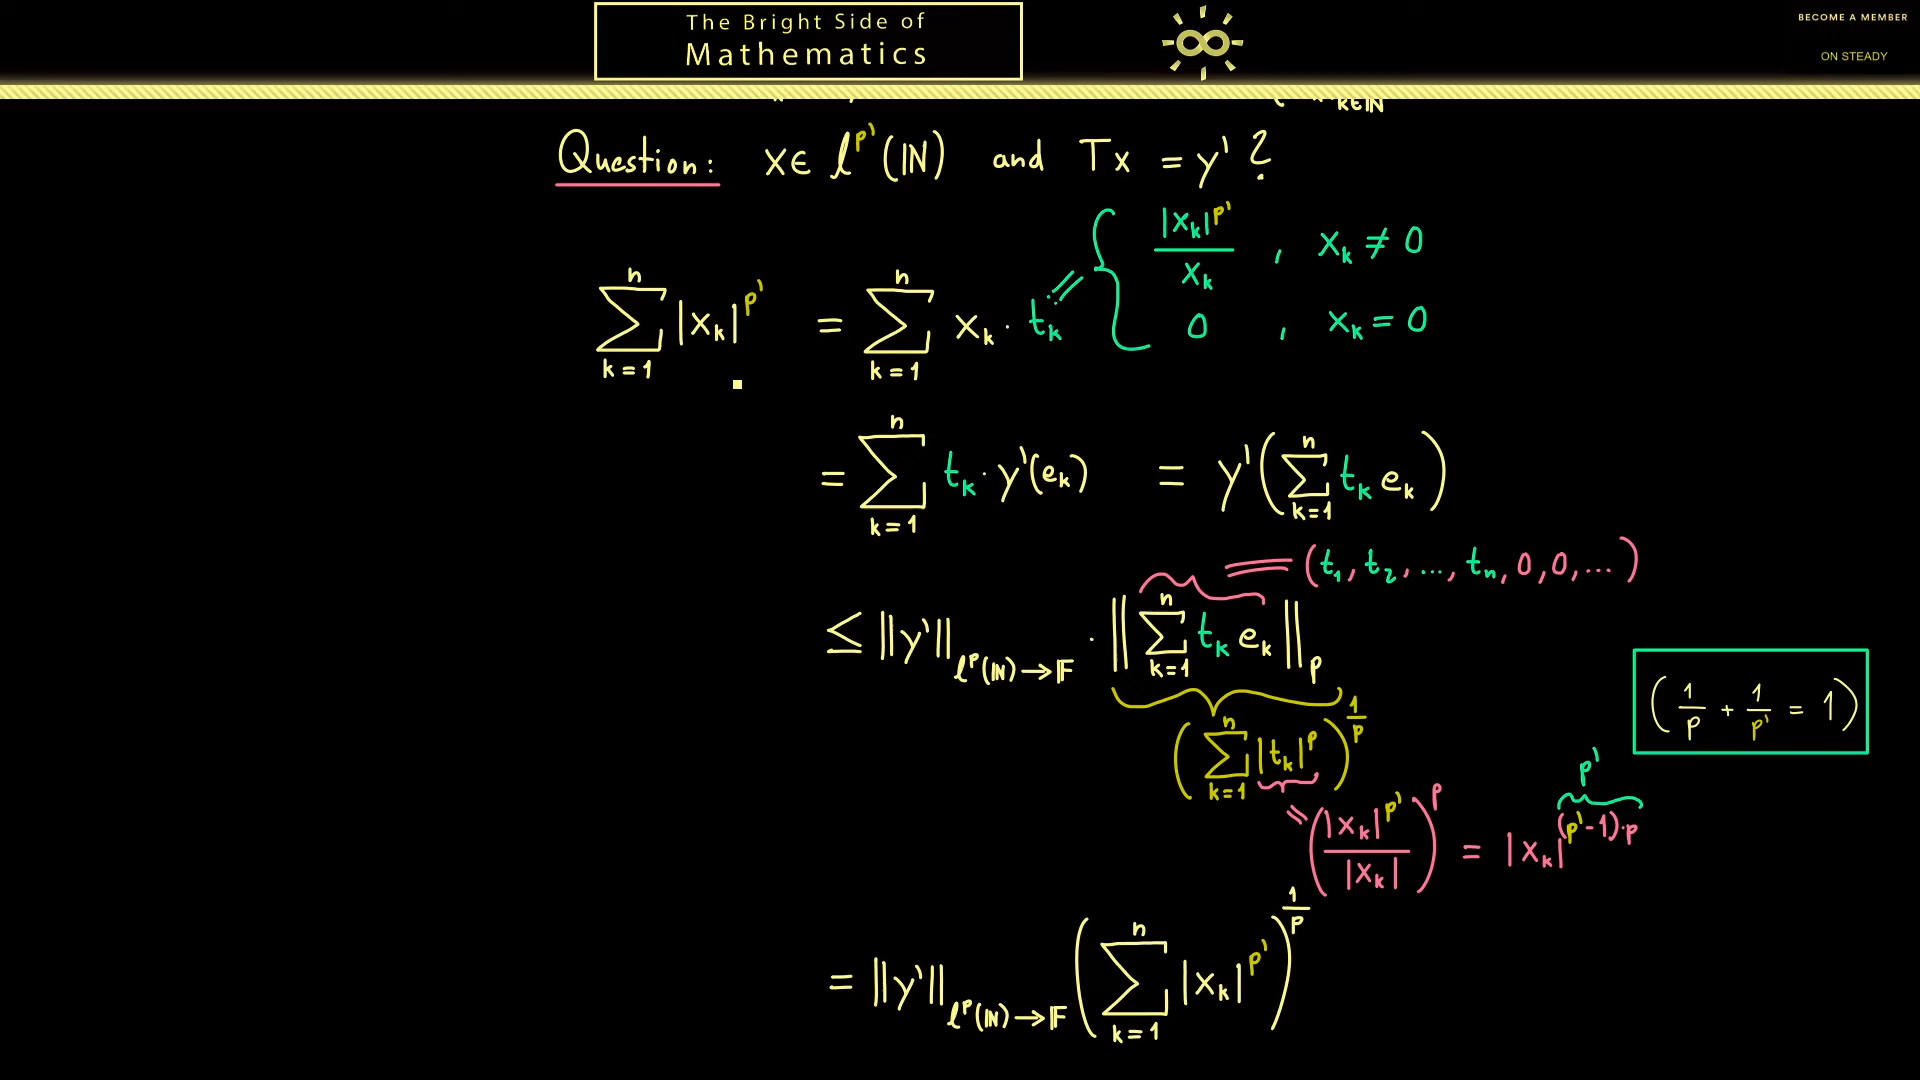 The Bright Side of
Mathematics
BECOME A MEMBER
ON STEADY
k∈ℕ
Question: x ∈ ℓ^{p'}(ℕ) and Tx = y' ?
∑_{k=1}^{n} |x_k|^{p'} = ∑_{k=1}^{n} x_k · t_k = { |x_k|^{p'} / x_k , x_k ≠ 0
0 , x_k = 0
= ∑_{k=1}^{n} t_k · y'(e_k) = y'(∑_{k=1}^{n} t_k e_k)
= (t_1, t_2, ..., t_n, 0, 0, ...)
≤ ||y'||_{ℓ^p(ℕ)→𝔽} · ||∑_{k=1}^{n} t_k e_k||_p
(1/p + 1/p' = 1)
(∑_{k=1}^{n} |t_k|^p)^{1/p}
p'
= (|x_k|^{p'} / |x_k|)^p = |x_k|^{(p'-1)·p}
= ||y'||_{ℓ^p(ℕ)→𝔽} (∑_{k=1}^{n} |x_k|^{p'})^{1/p}